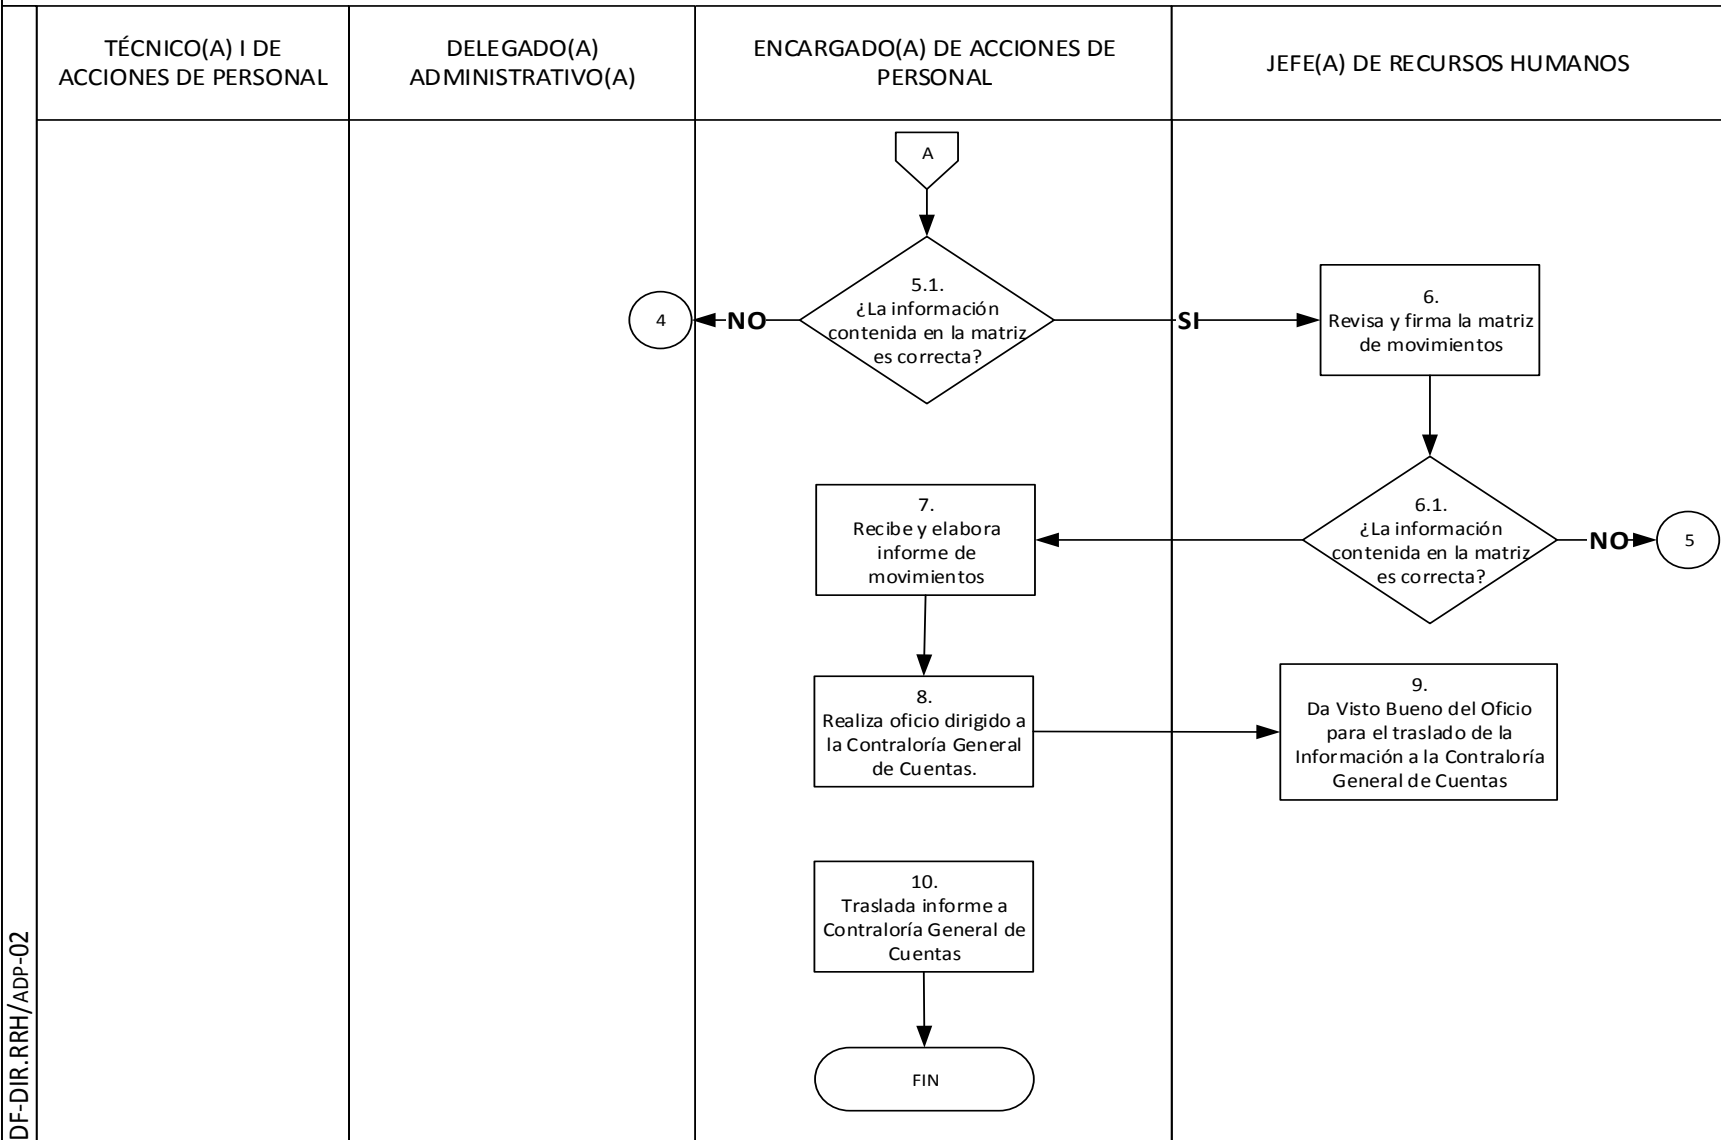 TÉCNICO(A) I DE
ACCIONES DE PERSONAL
DELEGADO(A)
ADMINISTRATIVO(A)
ENCARGADO(A) DE ACCIONES DE
PERSONAL
JEFE(A) DE RECURSOS HUMANOS
A
5.1.
¿La información
contenida en la matriz
es correcta?
NO
4
SI
6.
Revisa y firma la matriz
de movimientos
6.1.
¿La información
contenida en la matriz
es correcta?
NO
5
7.
Recibe y elabora
informe de
movimientos
8.
Realiza oficio dirigido a
la Contraloría General
de Cuentas.
9.
Da Visto Bueno del Oficio
para el traslado de la
Información a la Contraloría
General de Cuentas
10.
Traslada informe a
Contraloría General de
Cuentas
FIN
DF-DIR.RRH/ADP-02